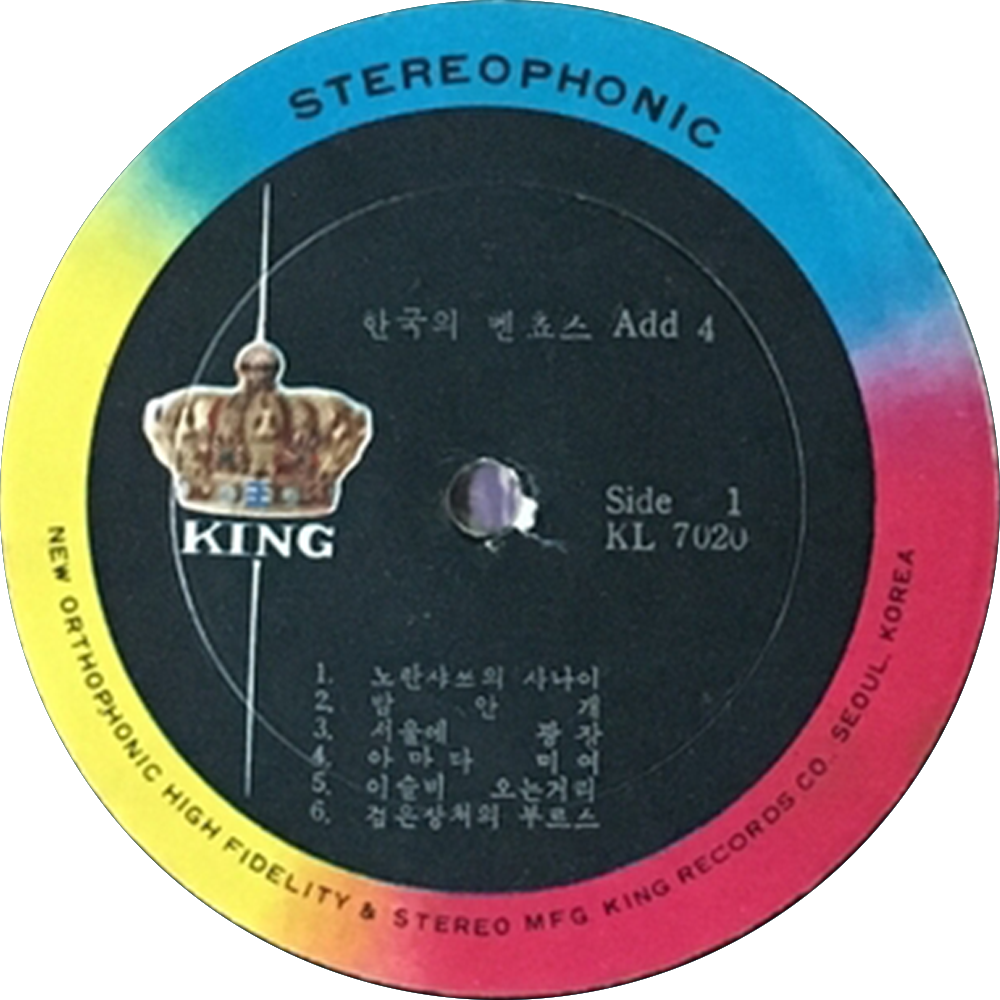 STEREOPHONIC
한국의 벤쵸스 Add 4
KING
Side 1
KL 7020
1. 노란샤쓰의 사나이
2. 밤 안 개
3. 서울에 광장
4. 아마다 미어
5. 이슬비 오는거리
6. 검은상처의 부르스
NEW ORTHOPHONIC HIGH FIDELITY & STEREO MFG KING RECORDS CO. SEOUL. KOREA